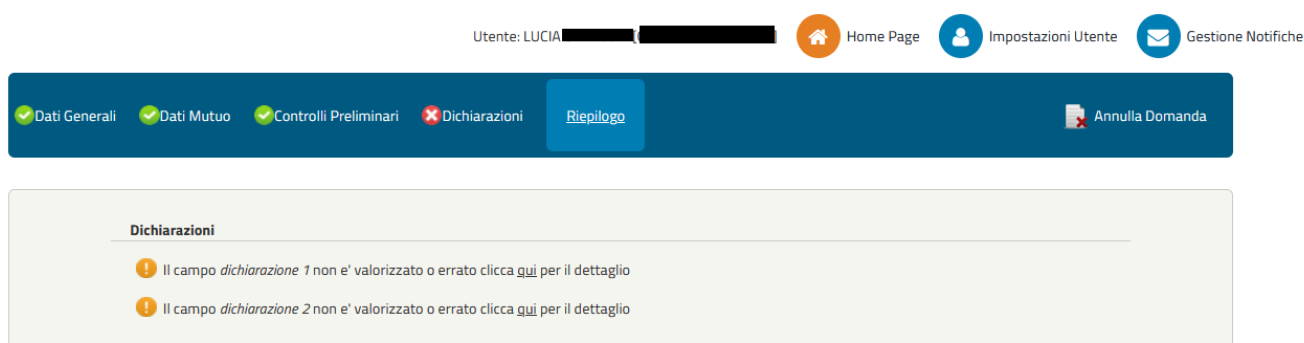 Utente: LUCIA
Home Page
Impostazioni Utente
Gestione Notifiche
Dati Generali
Dati Mutuo
Controlli Preliminari
Dichiarazioni
Riepilogo
Annulla Domanda
Dichiarazioni
Il campo dichiarazione 1 non e' valorizzato o errato clicca qui per il dettaglio
Il campo dichiarazione 2 non e' valorizzato o errato clicca qui per il dettaglio